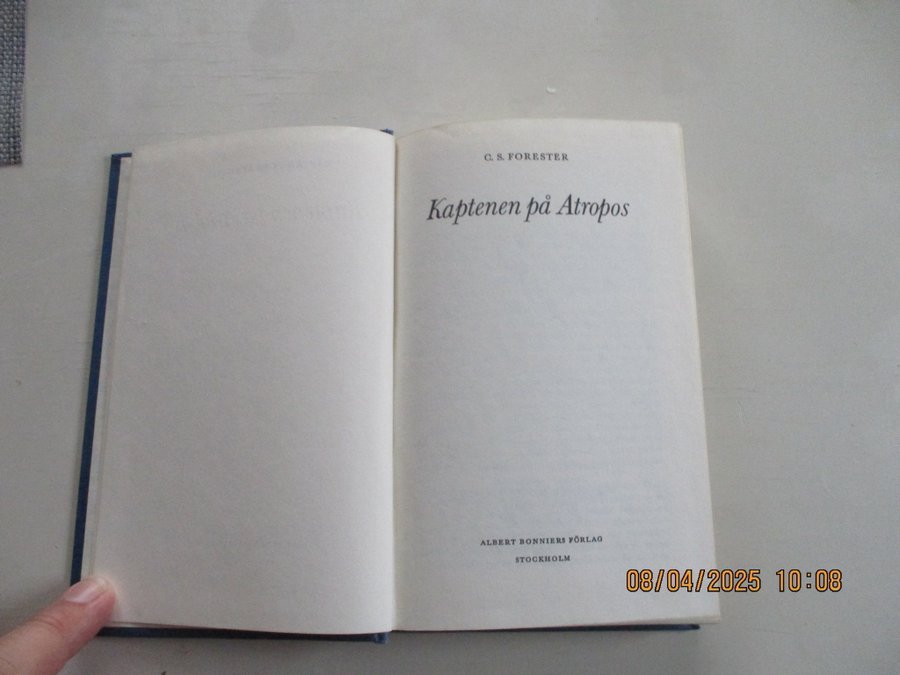 C. S. FORESTER
Kaptenen på Atropos
ALBERT BONNIERS FÖRLAG
STOCKHOLM
08/04/2025 10:08